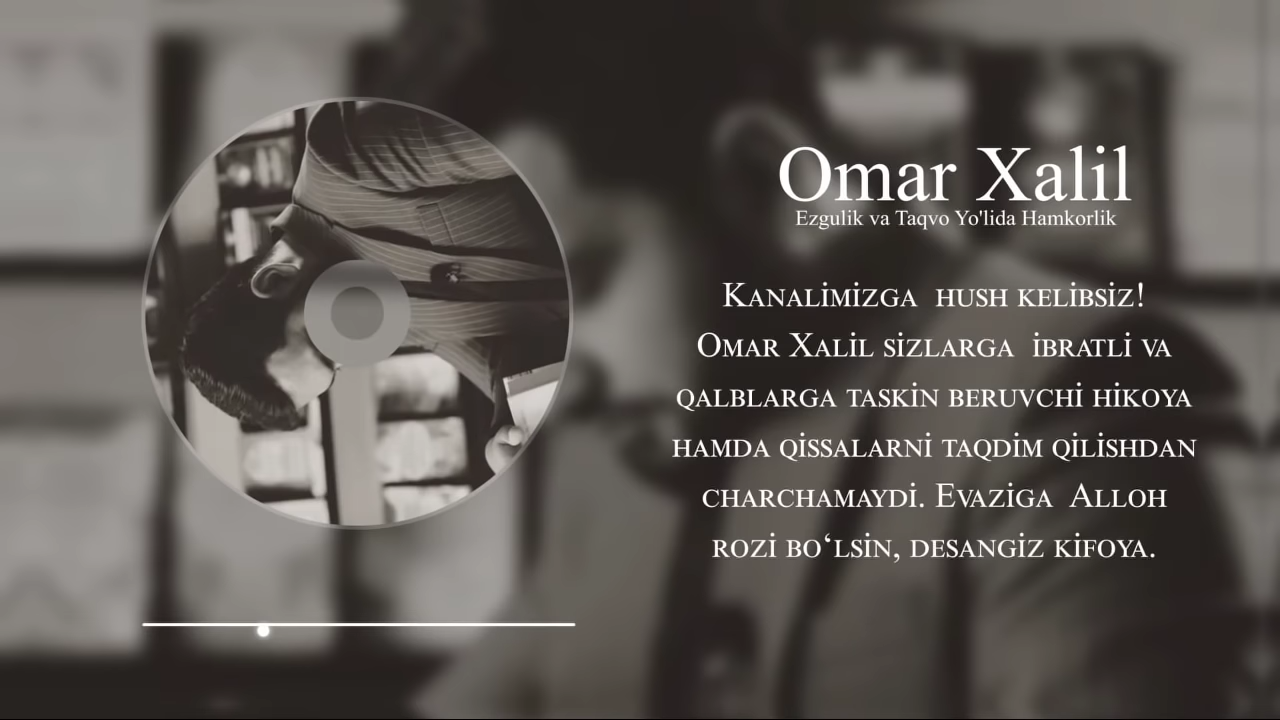 Omar Xalil
Ezgulik va Taqvo Yo'lida Hamkorlik
Kanalimizga hush kelibsiz!
Omar Xalil sizlarga ibratli va
qalblarga taskin beruvchi hikoya
hamda qissalarni taqdim qilishdan
charchamaydi. Evaziga Alloh
rozi bo‘lsin, desangiz kifoya.